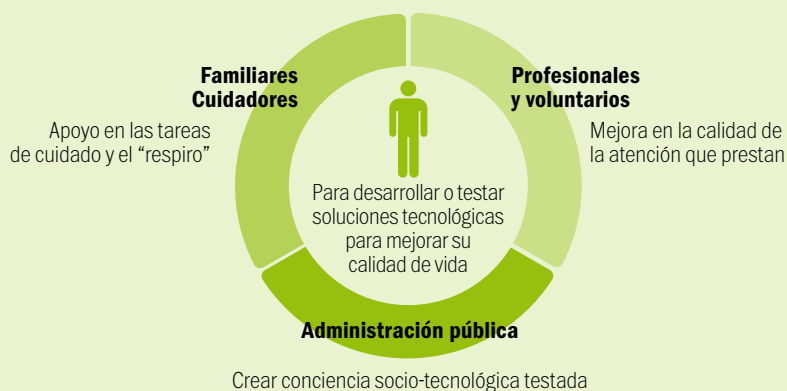 Familiares
Cuidadores
Apoyo en las tareas
de cuidado y el “respiro”
Profesionales
y voluntarios
Mejora en la calidad de
la atención que prestan
Para desarrollar o testar
soluciones tecnológicas
para mejorar su
calidad de vida
Administración pública
Crear conciencia socio-tecnológica testada